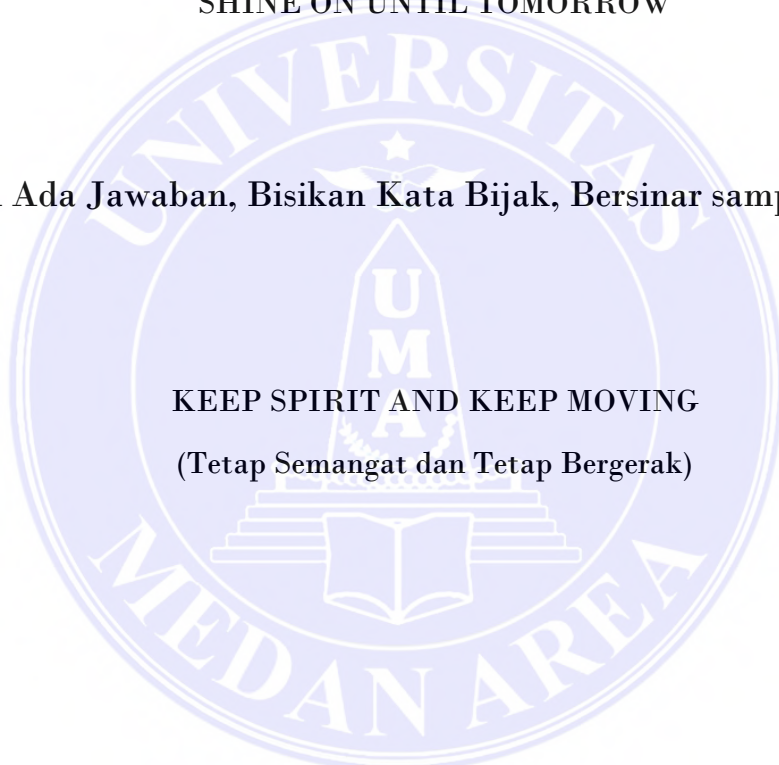 SHINE ON UNTIL TOMORROW
UNIVERSITAS
Ada Jawaban, Bisikan Kata Bijak, Bersinar
U
M
A
KEEP SPIRIT AND KEEP MOVING
(Tetap Semangat dan Tetap Bergerak)
MEDAN AREA